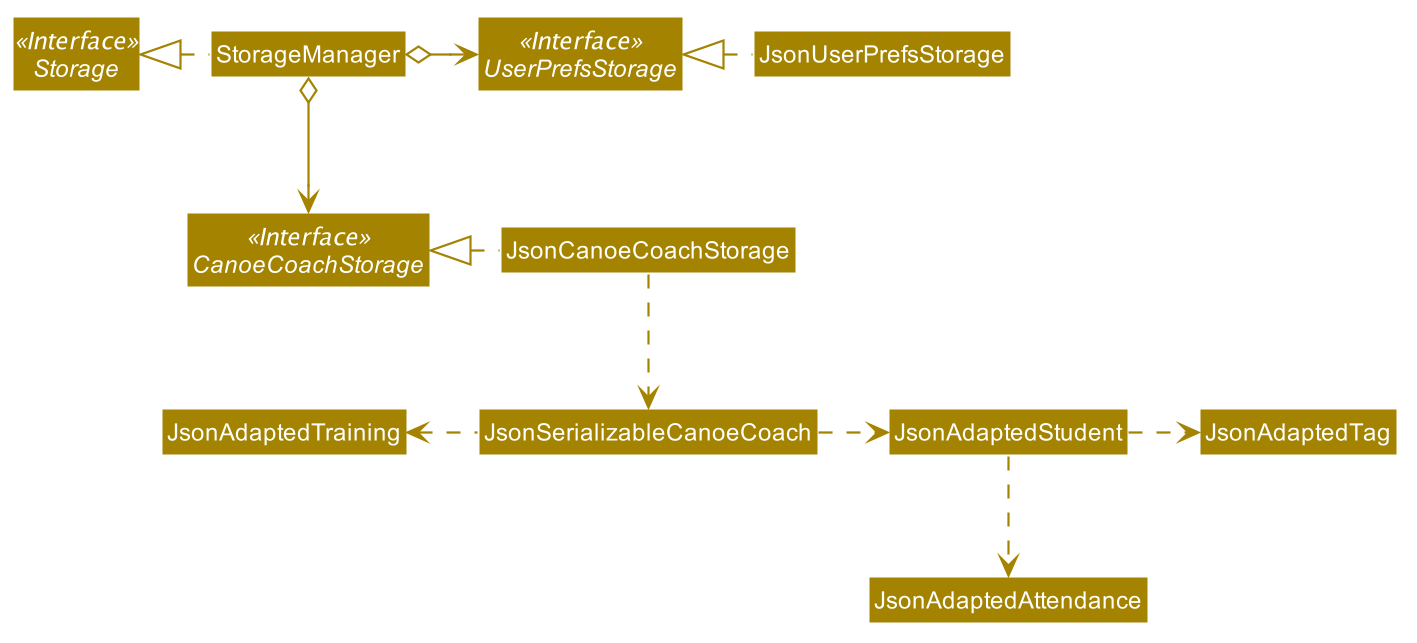 «Interface»
Storage
StorageManager
«Interface»
UserPrefsStorage
JsonUserPrefsStorage
«Interface»
CanoeCoachStorage
JsonCanoeCoachStorage
JsonAdaptedTraining
JsonSerializableCanoeCoach
JsonAdaptedStudent
JsonAdaptedTag
JsonAdaptedAttendance